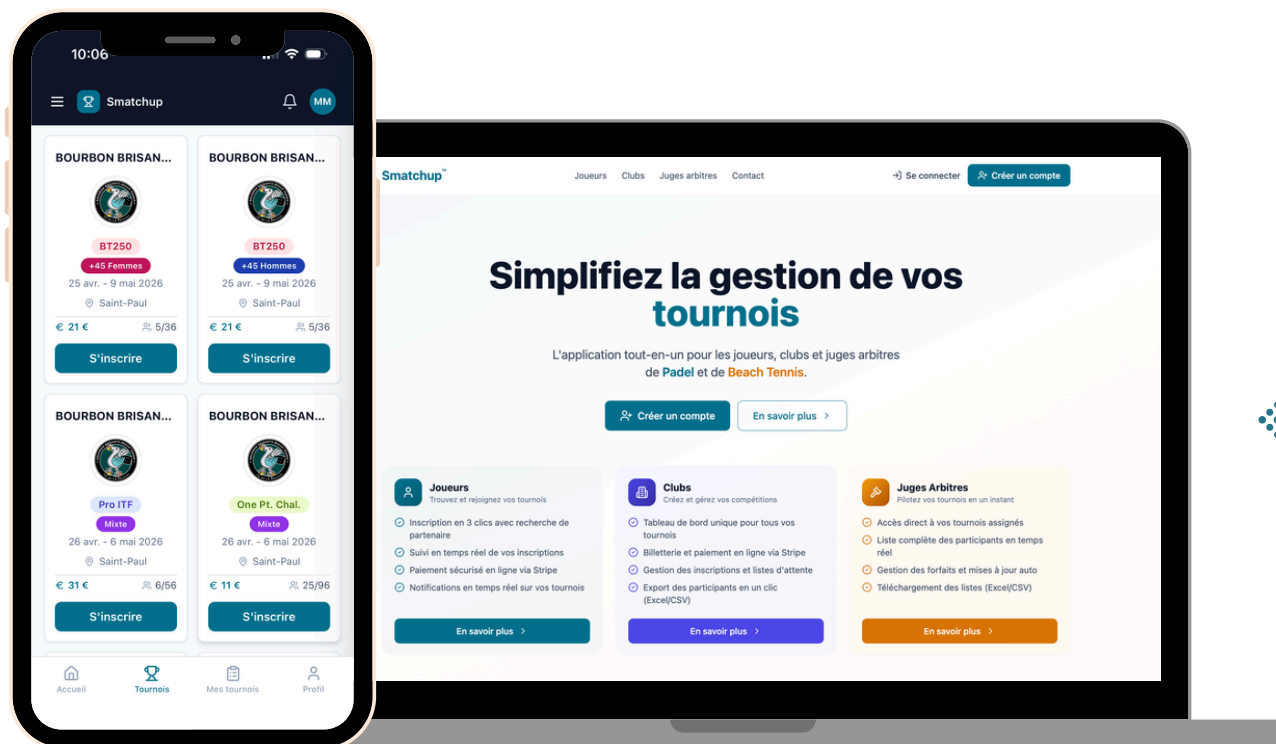 10:06
Smatchup
MM
BOURBON BRISAN...
BT250
+45 Femmes
25 avr. - 9 mai 2026
Saint-Paul
€ 21 €
5/36
S'inscrire
BOURBON BRISAN...
BT250
+45 Hommes
25 avr. - 9 mai 2026
Saint-Paul
€ 21 €
5/36
S'inscrire
BOURBON BRISAN...
Pro ITF
Mixte
26 avr. - 6 mai 2026
Saint-Paul
€ 31 €
6/56
S'inscrire
BOURBON BRISAN...
One Pt. Chal.
Mixte
26 avr. - 6 mai 2026
Saint-Paul
€ 11 €
25/96
S'inscrire
Accueil
Tournois
Mes tournois
Profil
Smatchup™
Joueurs
Clubs
Juges arbitres
Contact
Se connecter
Créer un compte
Simplifiez la gestion de vos
tournois
L'application tout-en-un pour les joueurs, clubs et juges arbitres
de Padel et de Beach Tennis.
Créer un compte
En savoir plus
Joueurs
Trouvez et rejoignez vos tournois
Inscription en 3 clics avec recherche de
partenaire
Suivi en temps réel de vos inscriptions
Paiement sécurisé en ligne via Stripe
Notifications en temps réel sur vos tournois
En savoir plus
Clubs
Créez et gérez vos compétitions
Tableau de bord unique pour tous vos
tournois
Billetterie et paiement en ligne via Stripe
Gestion des inscriptions et listes d'attente
Export des participants en un clic
(Excel/CSV)
En savoir plus
Juges Arbitres
Pilotez vos tournois en un instant
Accès direct à vos tournois assignés
Liste complète des participants en temps
réel
Gestion des forfaits et mises à jour auto
Téléchargement des listes (Excel/CSV)
En savoir plus